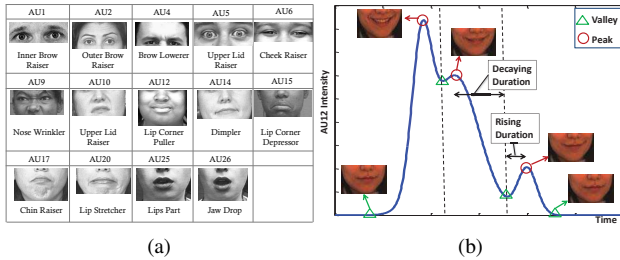 AU1 AU2 AU4 AU5 AU6
Inner Brow Raiser Outer Brow Raiser Brow Lowerer Upper Lid Raiser Cheek Raiser
AU9 AU10 AU12 AU14 AU15
Nose Wrinkler Upper Lid Raiser Lip Corner Puller Dimpler Lip Corner Depressor
AU17 AU20 AU25 AU26
Chin Raiser Lip Stretcher Lips Part Jaw Drop
(a)
Valley
Peak
AU12 Intensity
Decaying
Duration
Rising
Duration
Time
(b)